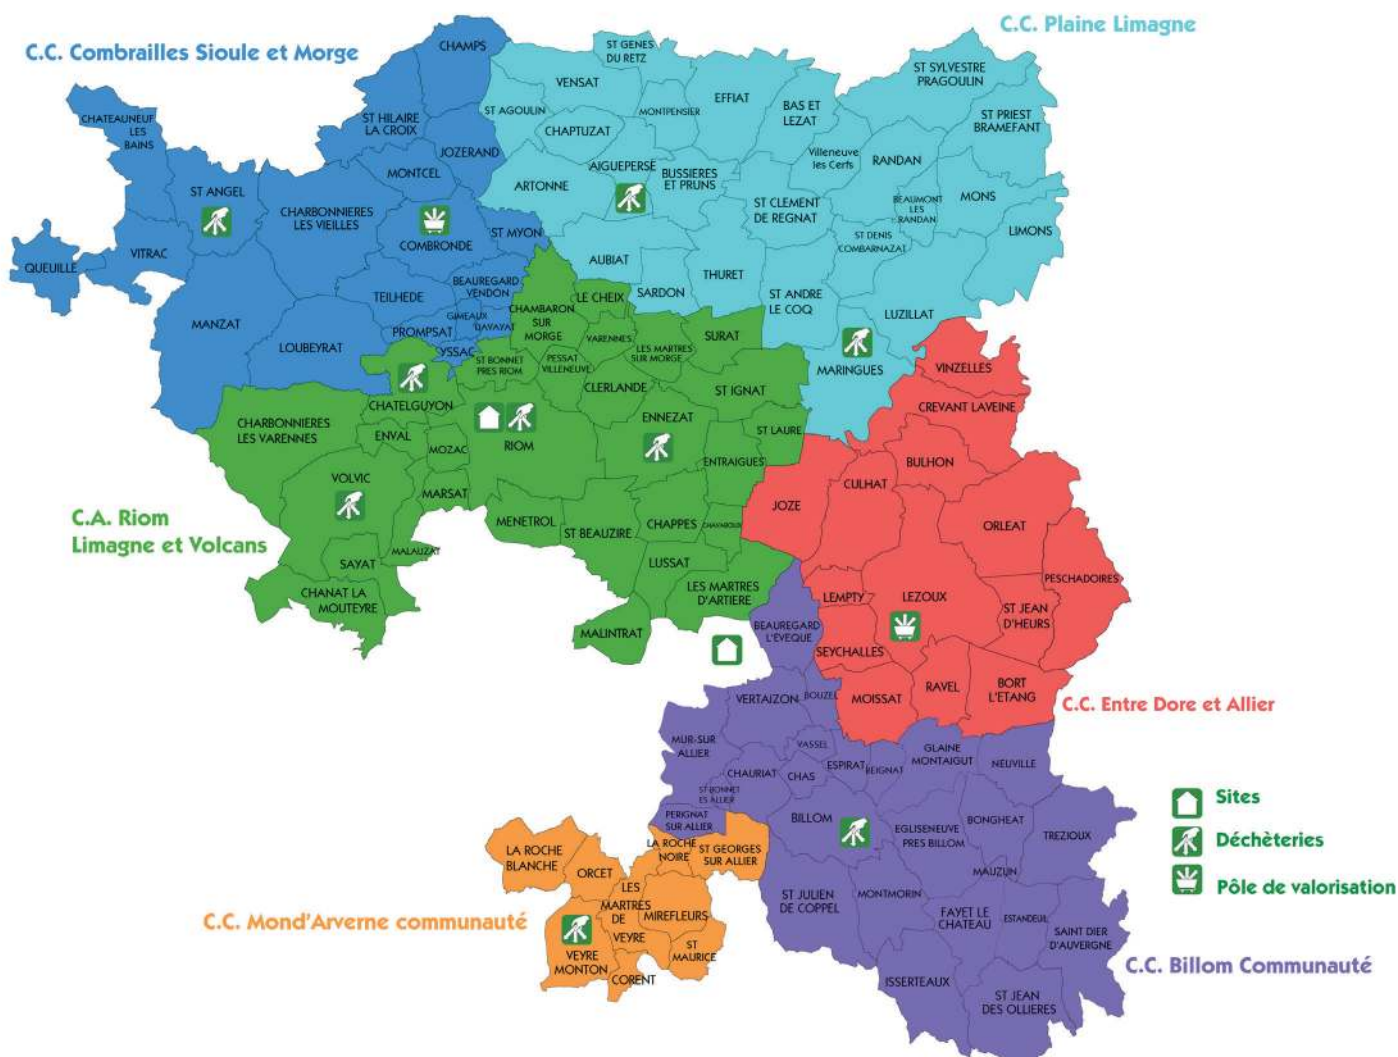 C.C. Plaine Limagne
C.C. Combrailles Sioule et Morge
CHAMPS
ST GENES
DU RETZ
VENSAT
EFFIAT
ST SYLVESTRE
PRAGOULIN
CHATEAUNEUF
LES
BAINS
ST HILAIRE
LA CROIX
ST AGOULIN
MONTPENSIER
BAS ET
LEZAT
ST PRIEST
BRAMEFANT
CHAPTUZAT
JOZERAND
MONTCEL
Villeneuve
les Cerfs
RANDAN
AIGUEPERSE
ARTONNE
BUSSIERES
ET PRUNS
ST ANGEL
CHARBONNIERES
LES VIEILLES
ST CLEMENT
DE REGNAT
BEAUMONT
LES
RANDAN
MONS
LIMONS
COMBRONDE
ST MYON
ST DENIS
COMBARNAZAT
VITRAC
QUEUILLE
AUBIAT
THURET
BEAUREGARD
VENDON
TEILHEDE
SARDON
LE CHEIX
ST ANDRE
LE COQ
CHAMBARON
SUR
MORGE
LUZILLAT
GIMEAUX
DAVAYAT
MANZAT
PROMPSAT
VARENNES
SURAT
LOUBEYRAT
YSSAC
ST BONNET
PRES RIOM
PESSAT
VILLENEUVE
LES MARTRES
SUR MORGE
MARINGUES
VINZELLES
CLERLANDE
ST IGNAT
CHATELGUYON
CREVANT LAVEINE
CHARBONNIERES
LES VARENNES
ENNEZAT
ENVAL
MOZAC
RIOM
ST LAURE
ENTRAIGUES
BULHON
VOLVIC
MARSAT
CULHAT
JOZE
ORLEAT
C.A. Riom
Limagne et Volcans
MENETROL
ST BEAUZIRE
CHAPPES
CHAVAROUX
MALAUZAT
SAYAT
LUSSAT
PESCHADOIRES
CHANAT LA
MOUTEYRE
LES MARTRES
D'ARTIERE
LEMPTY
LEZOUX
ST JEAN
D'HEURS
MALINTRAT
BEAUREGARD
L'EVEQUE
SEYCHALLES
RAVEL
BORT
L'ETANG
MOISSAT
VERTAIZON
BOUZEL
C.C. Entre Dore et Allier
MUR-SUR
ALLIER
VASSEL
GLAINE
MONTAIGUT
NEUVILLE
ESPIRAT
REIGNAT
CHAURIAT
CHAS
ST BONNET
ES ALLIER
Sites
PERIGNAT
SUR ALLIER
BILLOM
BONGHEAT
EGLISENEUVE
PRES BILLOM
TREZIOUX
Déchèteries
LA ROCHE
BLANCHE
LA ROCHE
NOIRE
ST GEORGES
SUR ALLIER
ORCET
MAUZUN
Pôle de valorisation
LES
MARTRES
DE
VEYRE
MIREFLEURS
ST JULIEN
DE COPPEL
MONTMORIN
FAYET LE
CHATEAU
ESTANDEUIL
C.C. Mond'Arverne communauté
SAINT DIER
D'AUVERGNE
VEYRE
MONTON
ST
MAURICE
CORENT
C.C. Billom Communauté
ISSERTEAUX
ST JEAN
DES OLLIERES